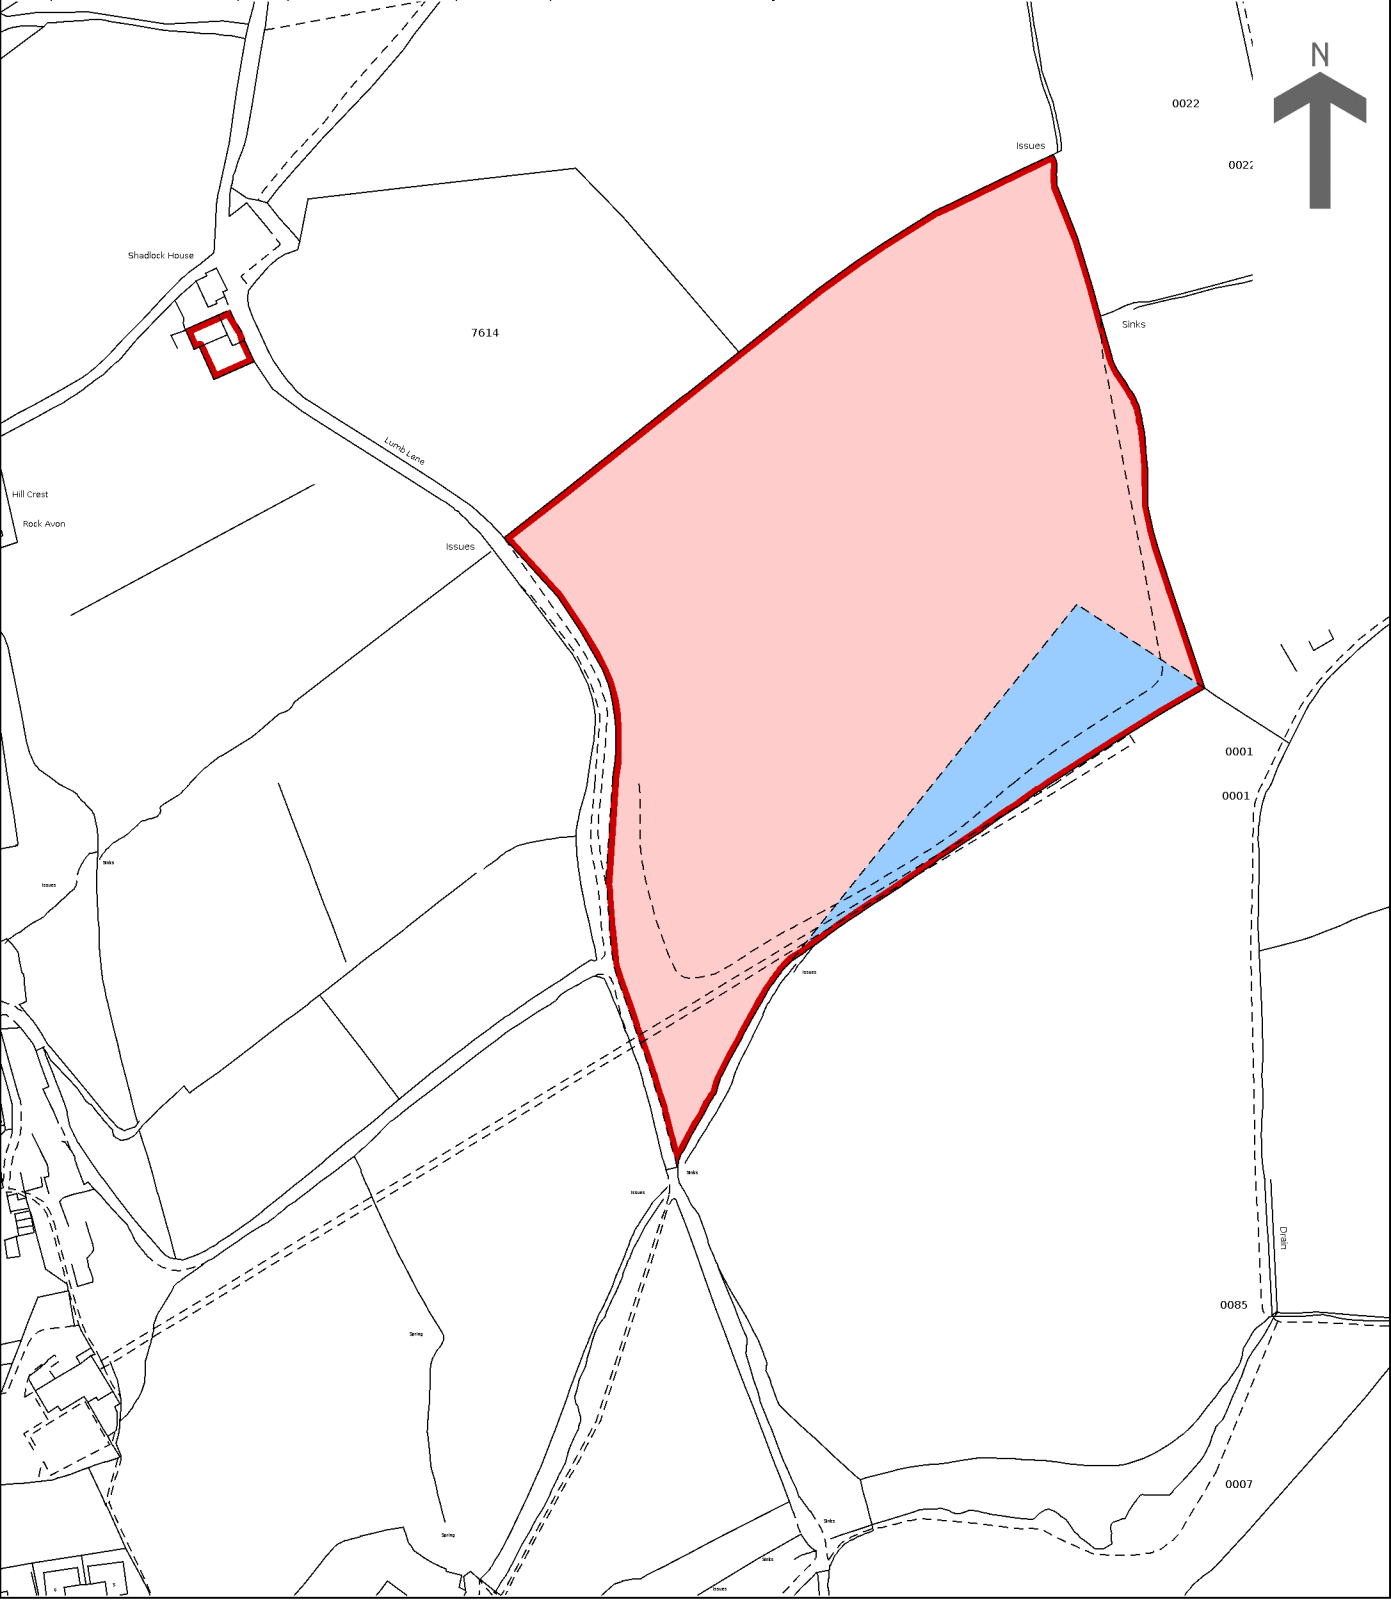 N
0022
Issues
0022
Shadlock House
Sinks
7614
Lumb Lane
Hill Crest
Rock Avon
Issues
0001
0001
Sinks
Issues
Issues
Sinks
Issues
Drain
0085
Spring
0007
Sinks
Spring
Sinks
Issues